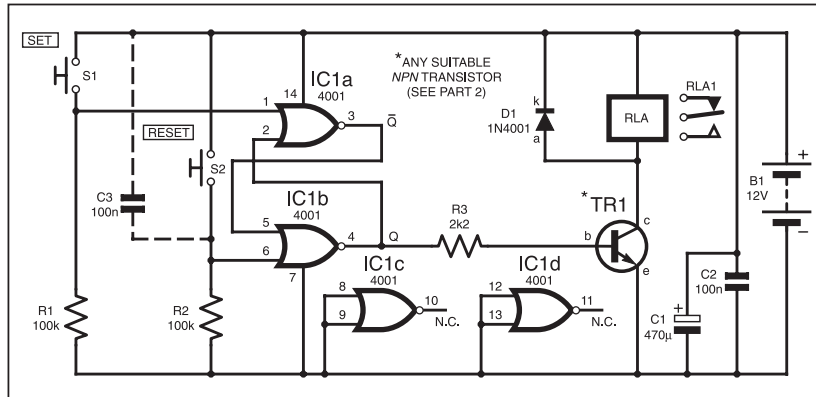 SET
S1
RESET
S2
C3
100n
R1
100k
R2
100k
IC1a
4001
14
1
2
3
Q̄
IC1b
4001
5
6
4
7
Q
IC1c
4001
8
9
10
N.C.
IC1d
4001
12
13
11
N.C.
R3
2k2
*ANY SUITABLE
NPN TRANSISTOR
(SEE PART 2)
D1
1N4001
k
a
RLA
RLA1
*TR1
b
c
e
C1
470µ
+
C2
100n
B1
12V
+
−